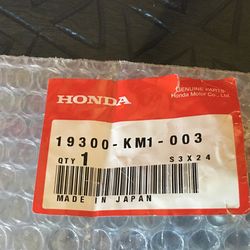 GENUINE PARTS
Honda Motor Co., Ltd.
HONDA
19300-KM1-003
QTY 1
S3X24
MADE IN JAPAN